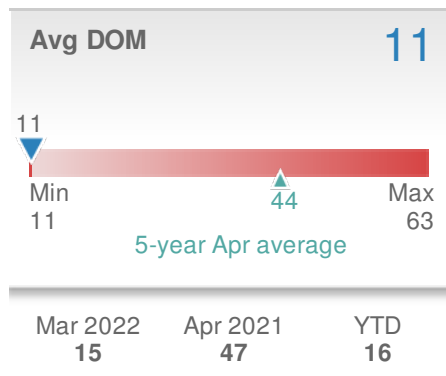 Avg DOM 11
11
Min 44 Max
11 63
5-year Apr average
Mar 2022 Apr 2021 YTD
15 47 16